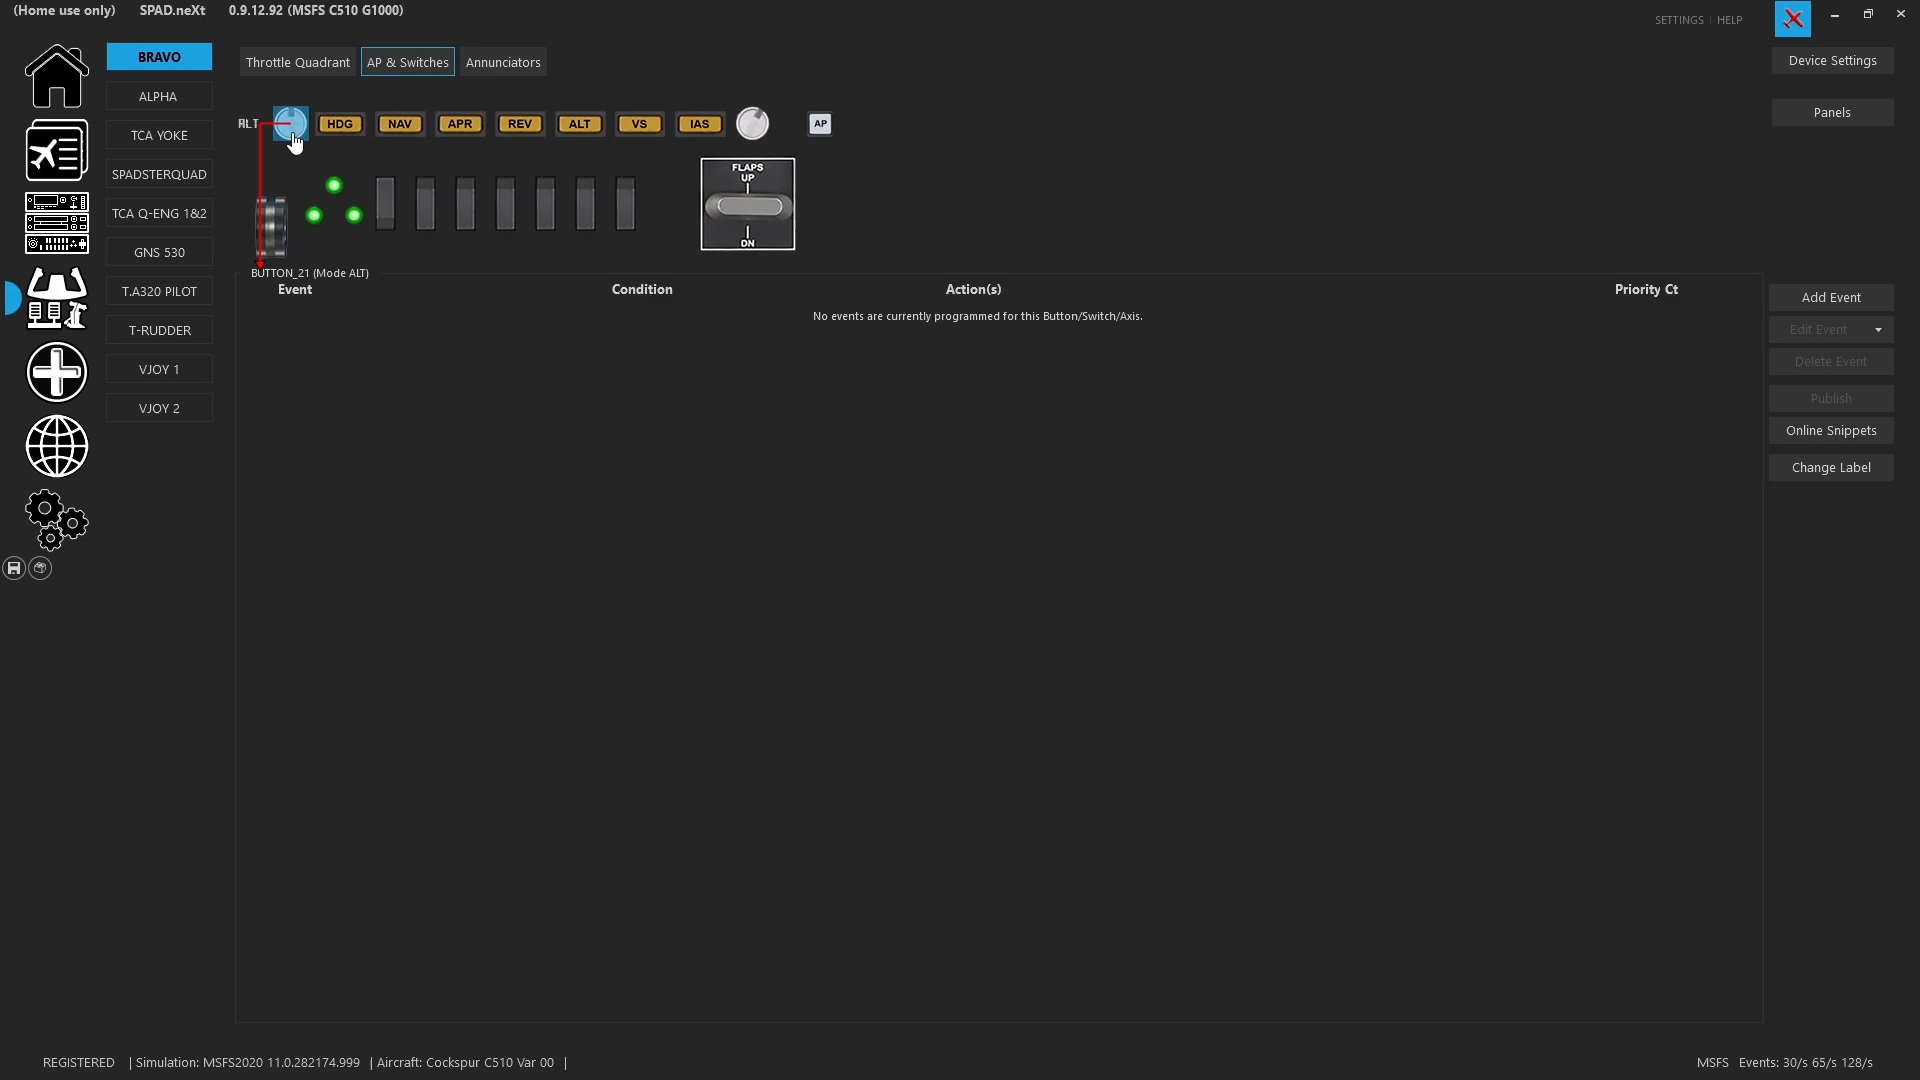 (Home use only) SPAD.neXt 0.9.12.92 (MSFS C510 G1000)
SETTINGS | HELP
BRAVO
ALPHA
TCA YOKE
SPADSTERQUAD
TCA Q-ENG 1&2
GNS 530
T.A320 PILOT
T-RUDDER
VJOY 1
VJOY 2
Throttle Quadrant AP & Switches Annunciators
HDG NAV APR REV ALT VS IAS AP
FLAPS
UP
DN
BUTTON_21 (Mode ALT)
Event Condition Action(s) Priority Ct
No events are currently programmed for this Button/Switch/Axis.
Device Settings
Panels
Add Event
Edit Event
Delete Event
Publish
Online Snippets
Change Label
REGISTERED | Simulation: MSFS2020 11.0.282174.999 | Aircraft: Cockspur C510 Var 00 |
MSFS Events: 30/s 65/s 128/s